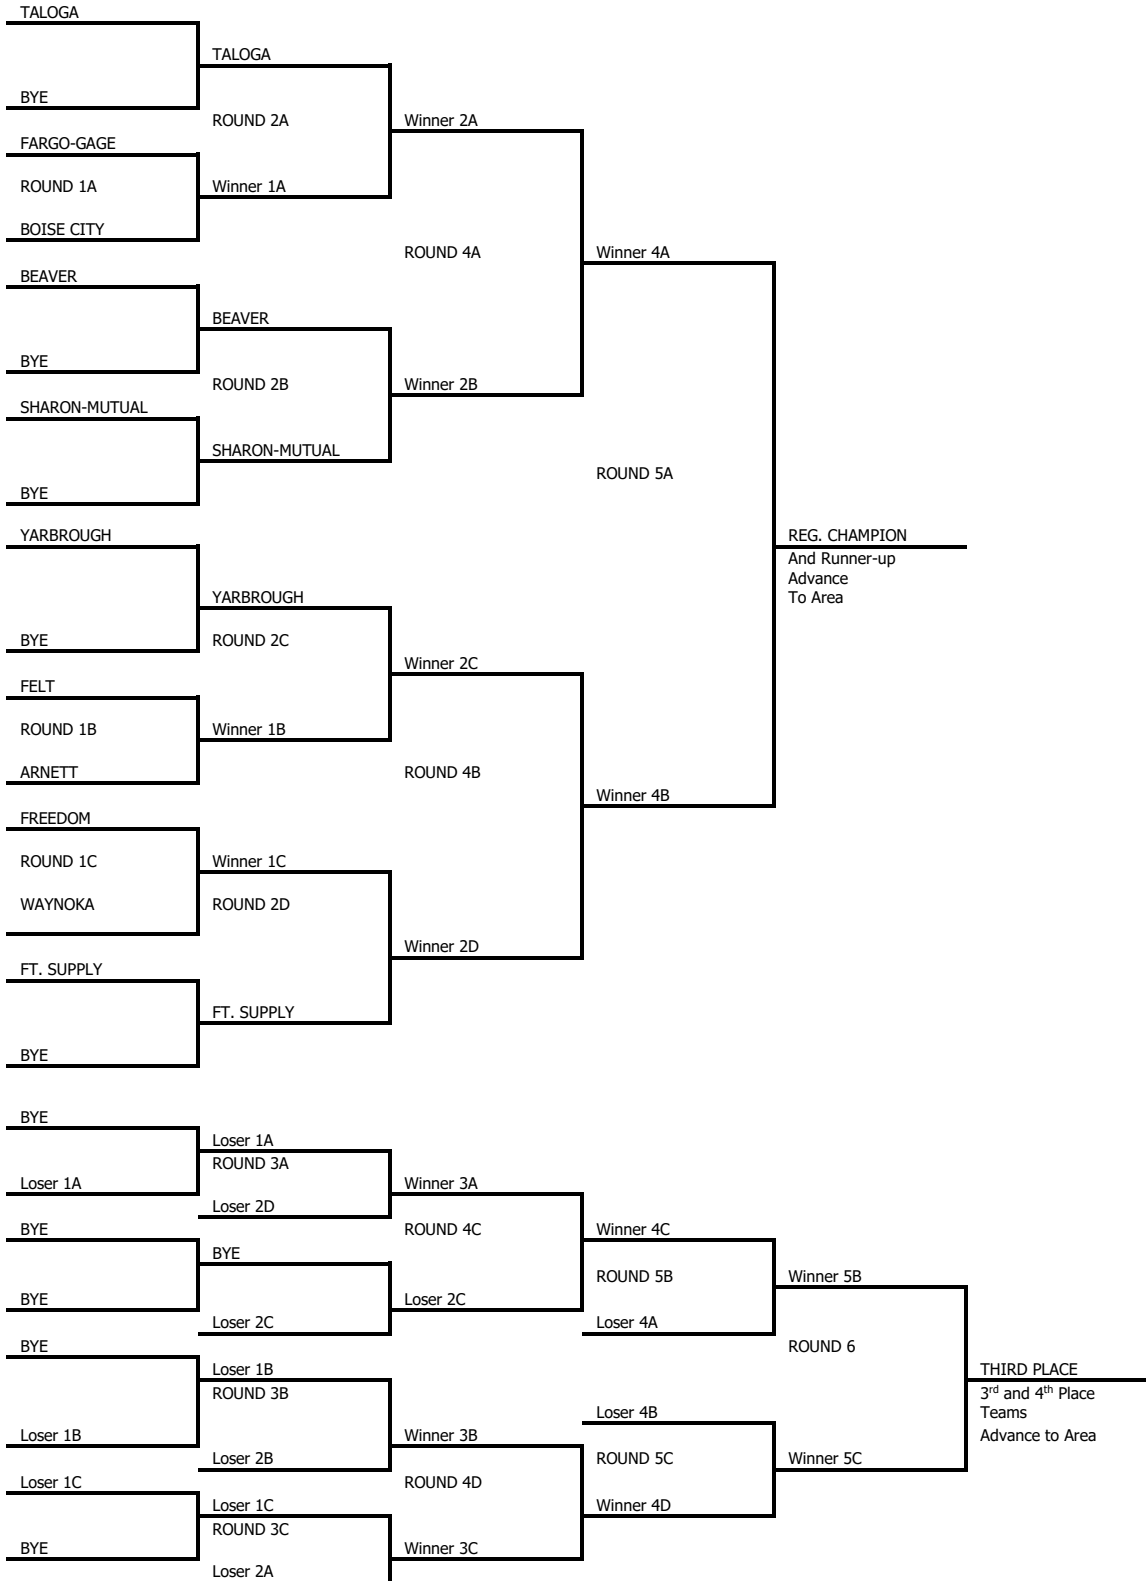 TALOGA
TALOGA
BYE
ROUND 2A
Winner 2A
FARGO-GAGE
ROUND 1A
Winner 1A
BOISE CITY
ROUND 4A
Winner 4A
BEAVER
BEAVER
BYE
ROUND 2B
Winner 2B
SHARON-MUTUAL
SHARON-MUTUAL
ROUND 5A
BYE
YARBROUGH
REG. CHAMPION
And Runner-up
Advance
To Area
YARBROUGH
BYE
ROUND 2C
Winner 2C
FELT
ROUND 1B
Winner 1B
ARNETT
ROUND 4B
Winner 4B
FREEDOM
ROUND 1C
Winner 1C
WAYNOKA
ROUND 2D
Winner 2D
FT. SUPPLY
FT. SUPPLY
BYE
BYE
Loser 1A
ROUND 3A
Loser 1A
Winner 3A
Loser 2D
BYE
ROUND 4C
Winner 4C
BYE
ROUND 5B
Winner 5B
BYE
Loser 2C
Loser 2C
Loser 4A
BYE
ROUND 6
Loser 1B
THIRD PLACE
ROUND 3B
3rd and 4th Place
Teams
Advance to Area
Loser 4B
Loser 1B
Winner 3B
Loser 2B
ROUND 5C
Winner 5C
Loser 1C
ROUND 4D
Loser 1C
Winner 4D
ROUND 3C
BYE
Winner 3C
Loser 2A